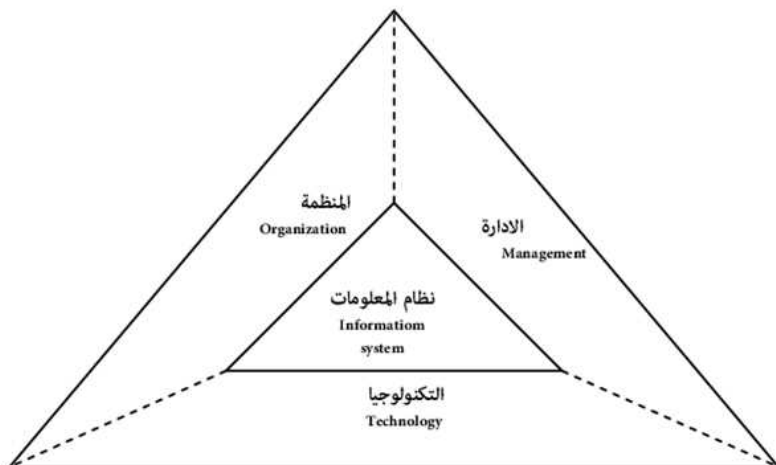 المنظمة
Organization
الادارة
Management
نظام المعلومات
Informatiom
system
التكنولوجيا
Technology